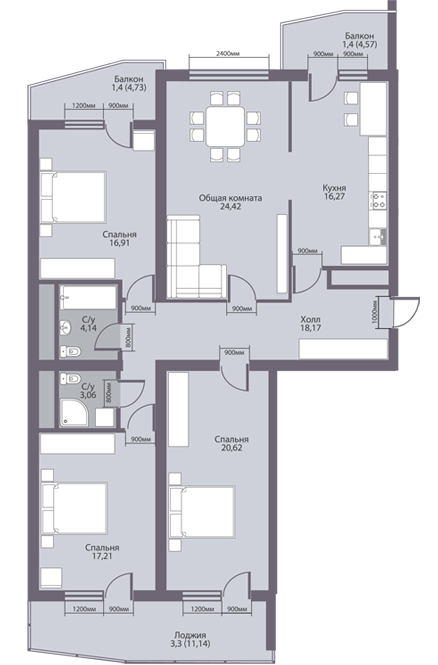 Балкон
1,4 (4,57)
2400мм
900мм
900мм
Балкон
1,4 (4,73)
1200мм
900мм
Кухня
16,27
Общая комната
24,42
Спальня
16,91
900мм
900мм
900мм
1000мм
С/у
4,14
800мм
Холл
18,17
900мм
С/у
3,06
800мм
900мм
Спальня
20,62
Спальня
17,21
1200мм
900мм
1200мм
900мм
Лоджия
3,3 (11,14)